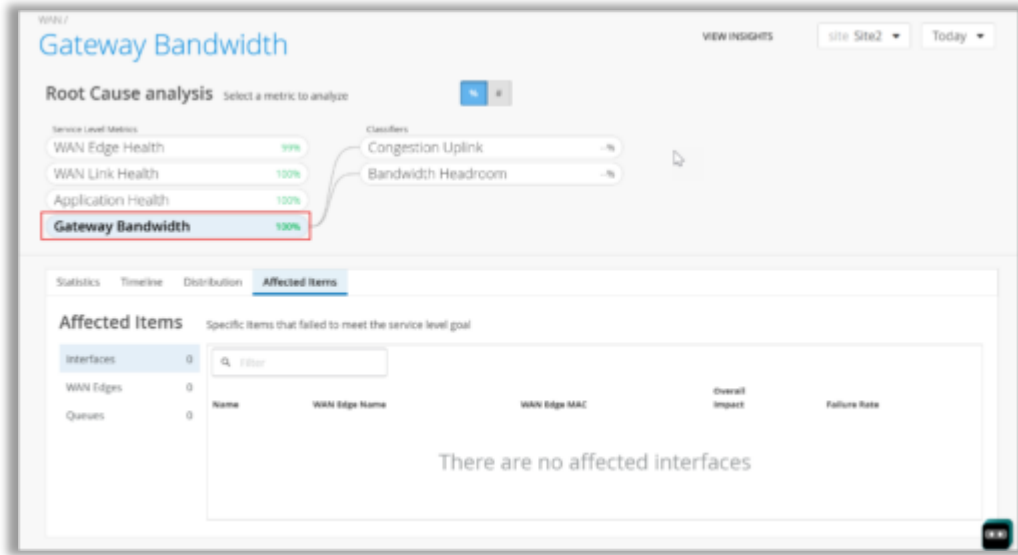 WAN /
Gateway Bandwidth
VIEW INSIGHTS
site Site2
Today
Root Cause analysis Select a metric to analyze
% #
Service Level Metrics
Classifiers
WAN Edge Health 99%
Congestion Uplink --%
WAN Link Health 100%
Bandwidth Headroom --%
Application Health 100%
Gateway Bandwidth 100%
Statistics Timeline Distribution Affected Items
Affected Items Specific items that failed to meet the service level goal
Interfaces 0
Filter
WAN Edges 0
Queues 0
Name WAN Edge Name WAN Edge MAC Overall Impact Failure Rate
There are no affected interfaces